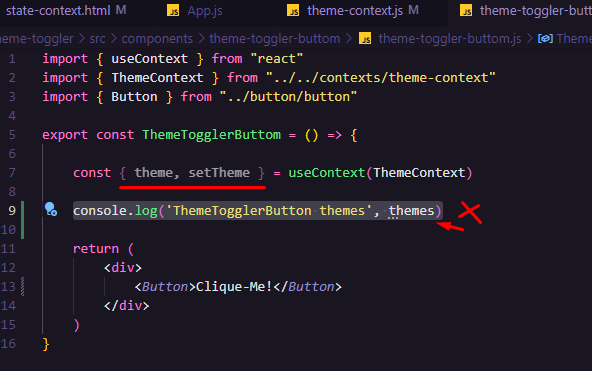 state-context.html M JS App.js JS theme-context.js M JS theme-toggler-butt
eme-toggler > src > components > theme-toggler-buttom > JS theme-toggler-buttom.js > Theme
1 import { useContext } from "react"
2 import { ThemeContext } from "../../contexts/theme-context"
3 import { Button } from "../button/button"
4
5 export const ThemeTogglerButtom = () => {
6
7 const { theme, setTheme } = useContext(ThemeContext)
8
9 console.log('ThemeTogglerButton themes', themes)
10
11 return (
12 <div>
13 <Button>Clique-Me!</Button>
14 </div>
15 )
16 }